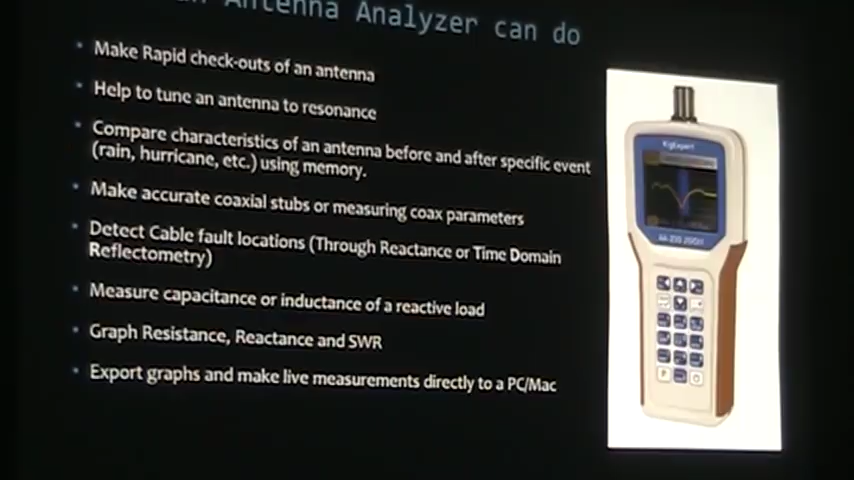 Antenna Analyzer can do
• Make Rapid check-outs of an antenna
• Help to tune an antenna to resonance
• Compare characteristics of an antenna before and after specific event
(rain, hurricane, etc.) using memory.
• Make accurate coaxial stubs or measuring coax parameters
• Detect Cable fault locations (Through Reactance or Time Domain
Reflectometry)
• Measure capacitance or inductance of a reactive load
• Graph Resistance, Reactance and SWR
• Export graphs and make live measurements directly to a PC/Mac
RigExpert
AA-230 ZOOM